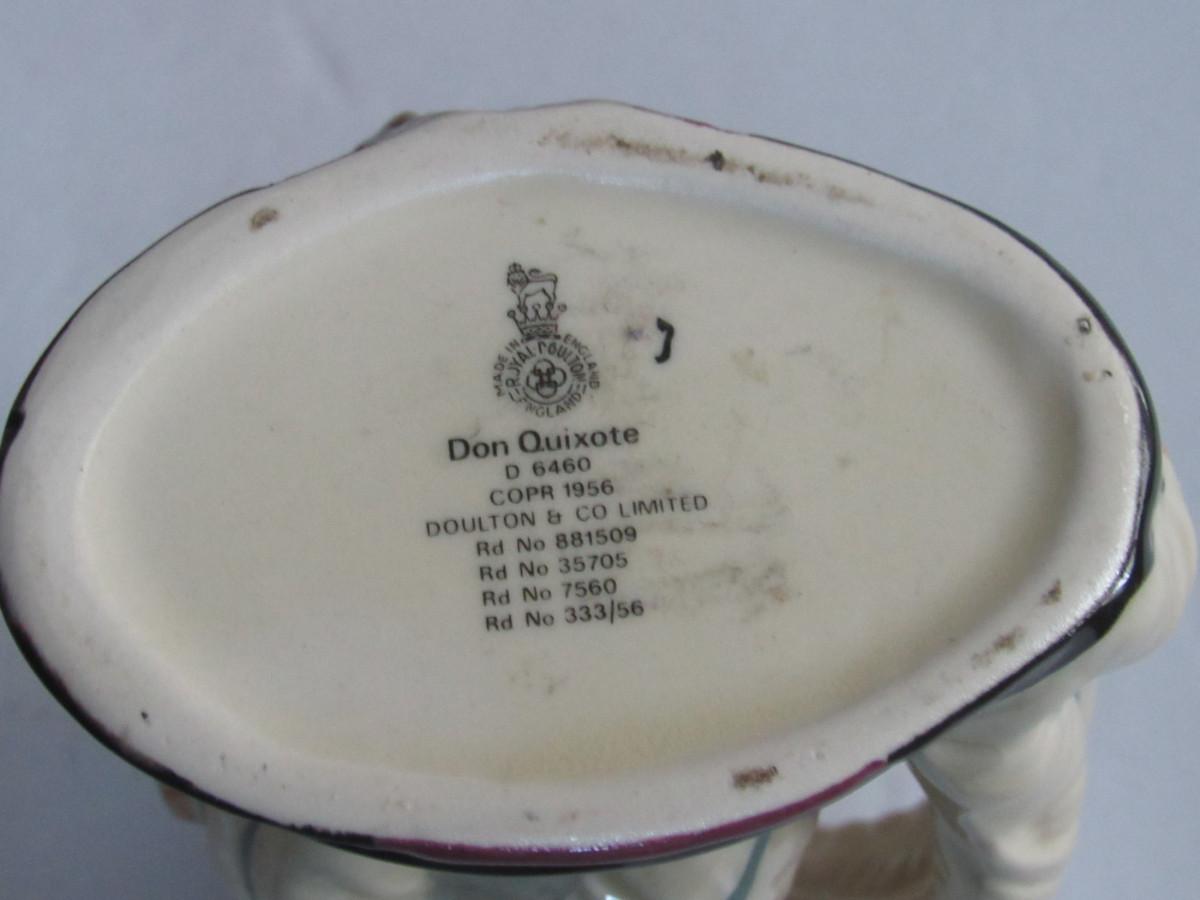 MADE IN ENGLAND
ROYAL DOULTON
ENGLAND
Don Quixote
D 6460
COPR 1956
DOULTON & CO LIMITED
Rd No 881509
Rd No 35705
Rd No 7560
Rd No 333/56